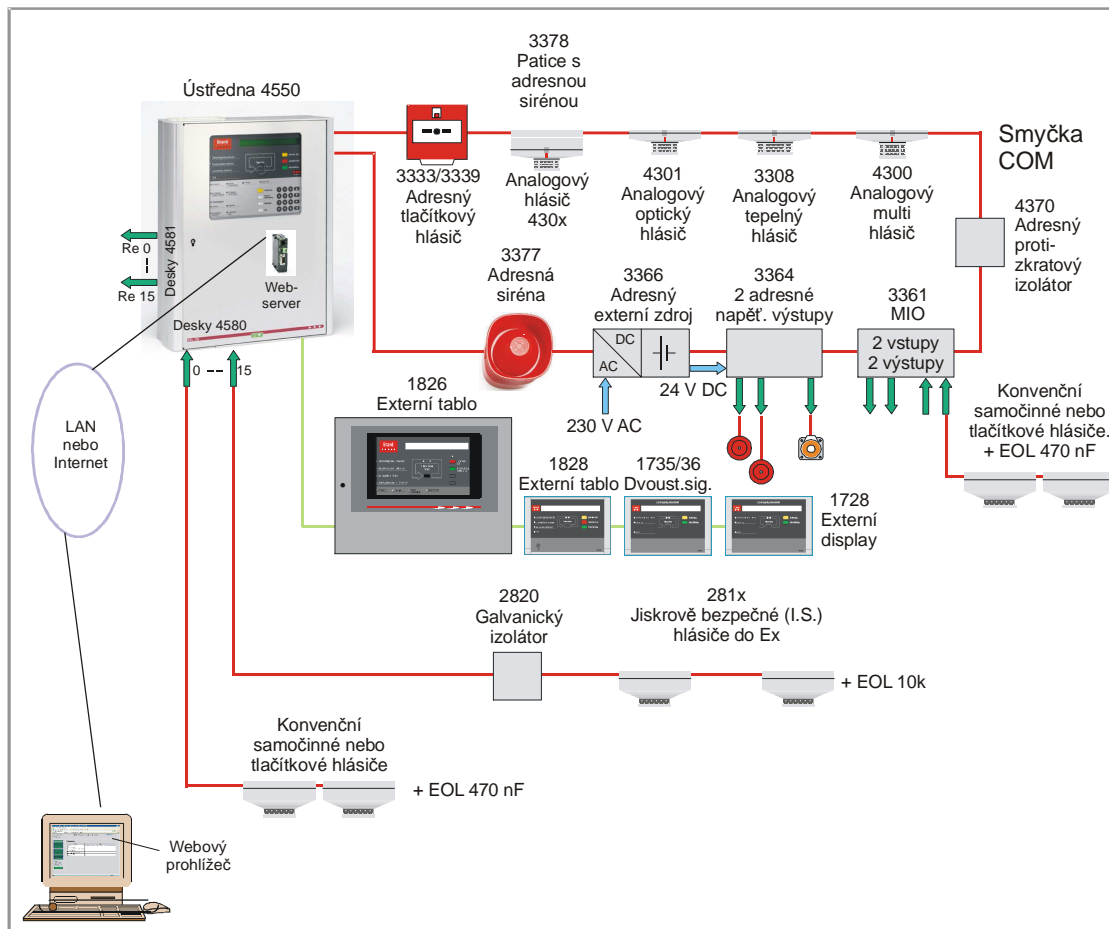 3378
Patice s
adresnou
sirénou
Ústředna 4550
Smyčka
COM
3333/3339
Adresný
tlačítkový
hlásič
Analogový
hlásič
430x
4301
Analogový
optický
hlásič
3308
Analogový
tepelný
hlásič
4300
Analogový
multi
hlásič
4370
Adresný
proti-
zkratový
izolátor
Re 0
Re 15
Desky 4581
Web-
server
Desky 4580
0 -- 15
3377
Adresná
siréna
3366
Adresný
externí zdroj
3364
2 adresné
napěť. výstupy
3361
MIO
DC
AC
2 vstupy
2 výstupy
24 V DC
230 V AC
Konvenční
samočinné nebo
tlačítkové hlásiče.
+ EOL 470 nF
1826
Externí tablo
LAN
nebo
Internet
1828
Externí tablo
1735/36
Dvoust.sig.
1728
Externí
display
2820
Galvanický
izolátor
281x
Jiskrově bezpečné (I.S.)
hlásiče do Ex
+ EOL 10k
Konvenční
samočinné nebo
tlačítkové hlásiče
+ EOL 470 nF
Webový
prohlížeč